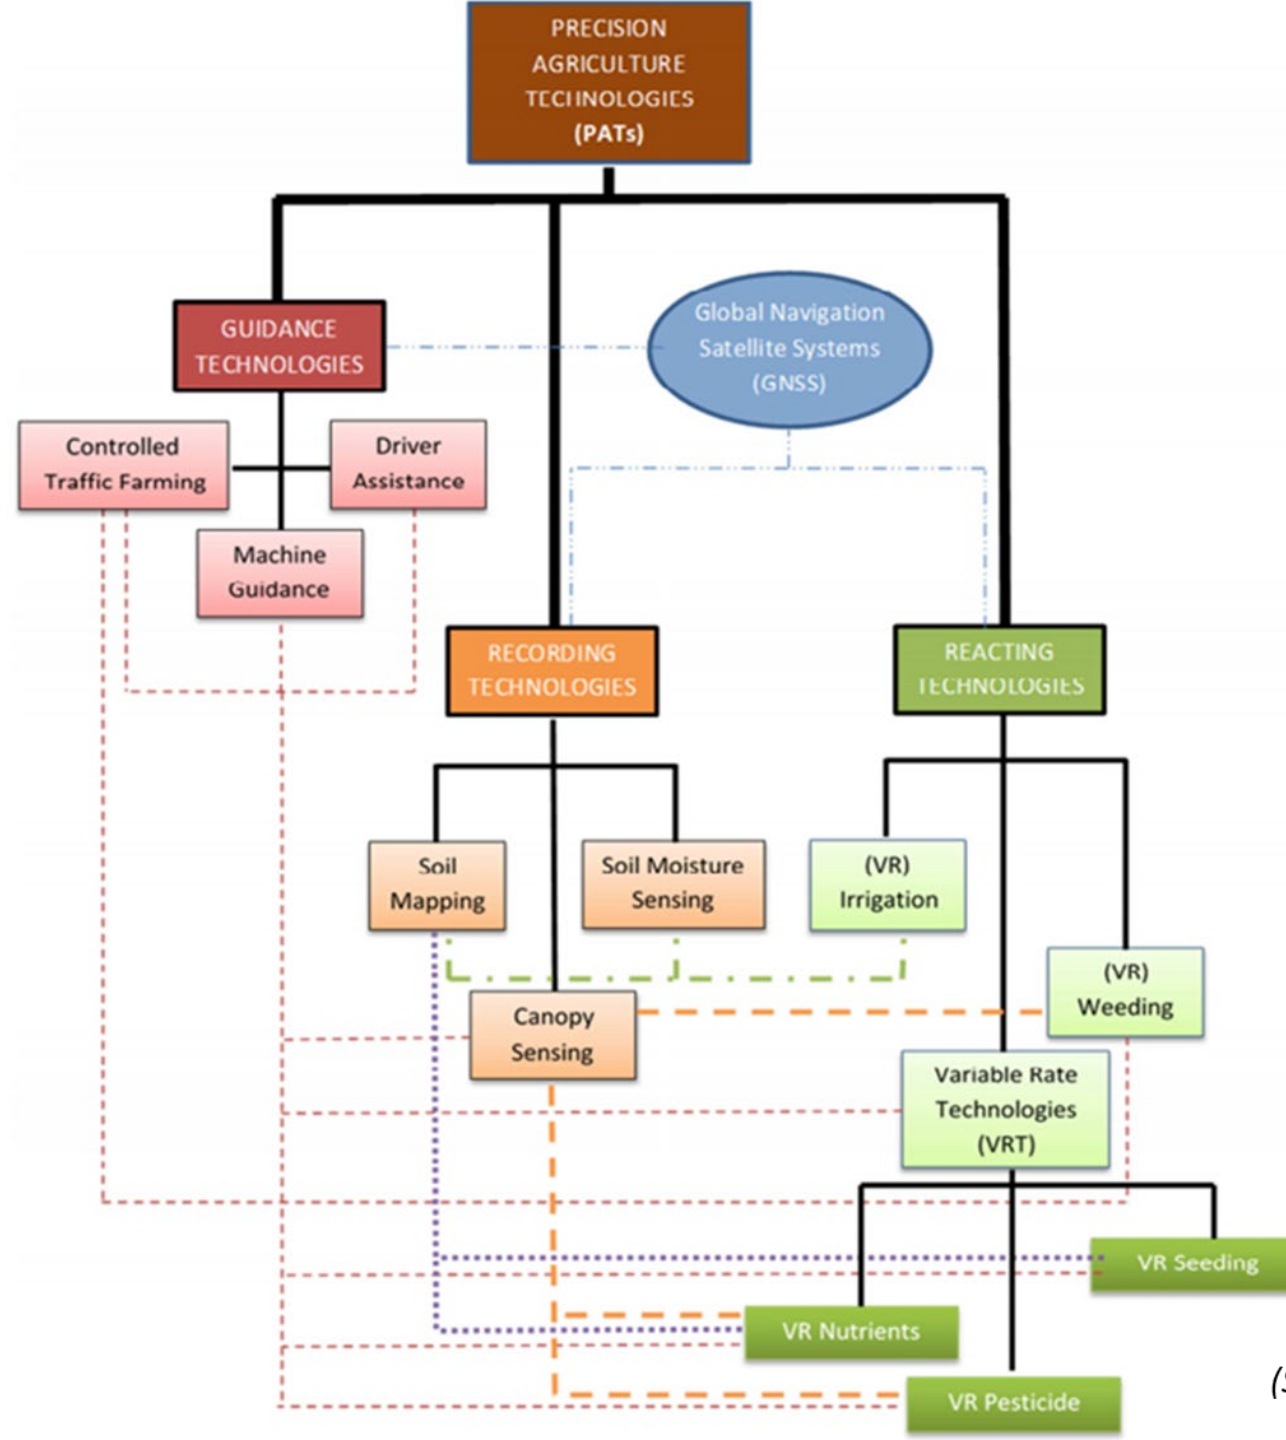 PRECISION
AGRICULTURE
TECHNOLOGIES
(PATs)
Global Navigation
Satellite Systems
(GNSS)
GUIDANCE
TECHNOLOGIES
Controlled
Traffic Farming
Driver
Assistance
Machine
Guidance
RECORDING
TECHNOLOGIES
REACTING
TECHNOLOGIES
Soil
Mapping
Soil Moisture
Sensing
(VR)
Irrigation
(VR)
Weeding
Canopy
Sensing
Variable Rate
Technologies
(VRT)
VR Seeding
VR Nutrients
VR Pesticide